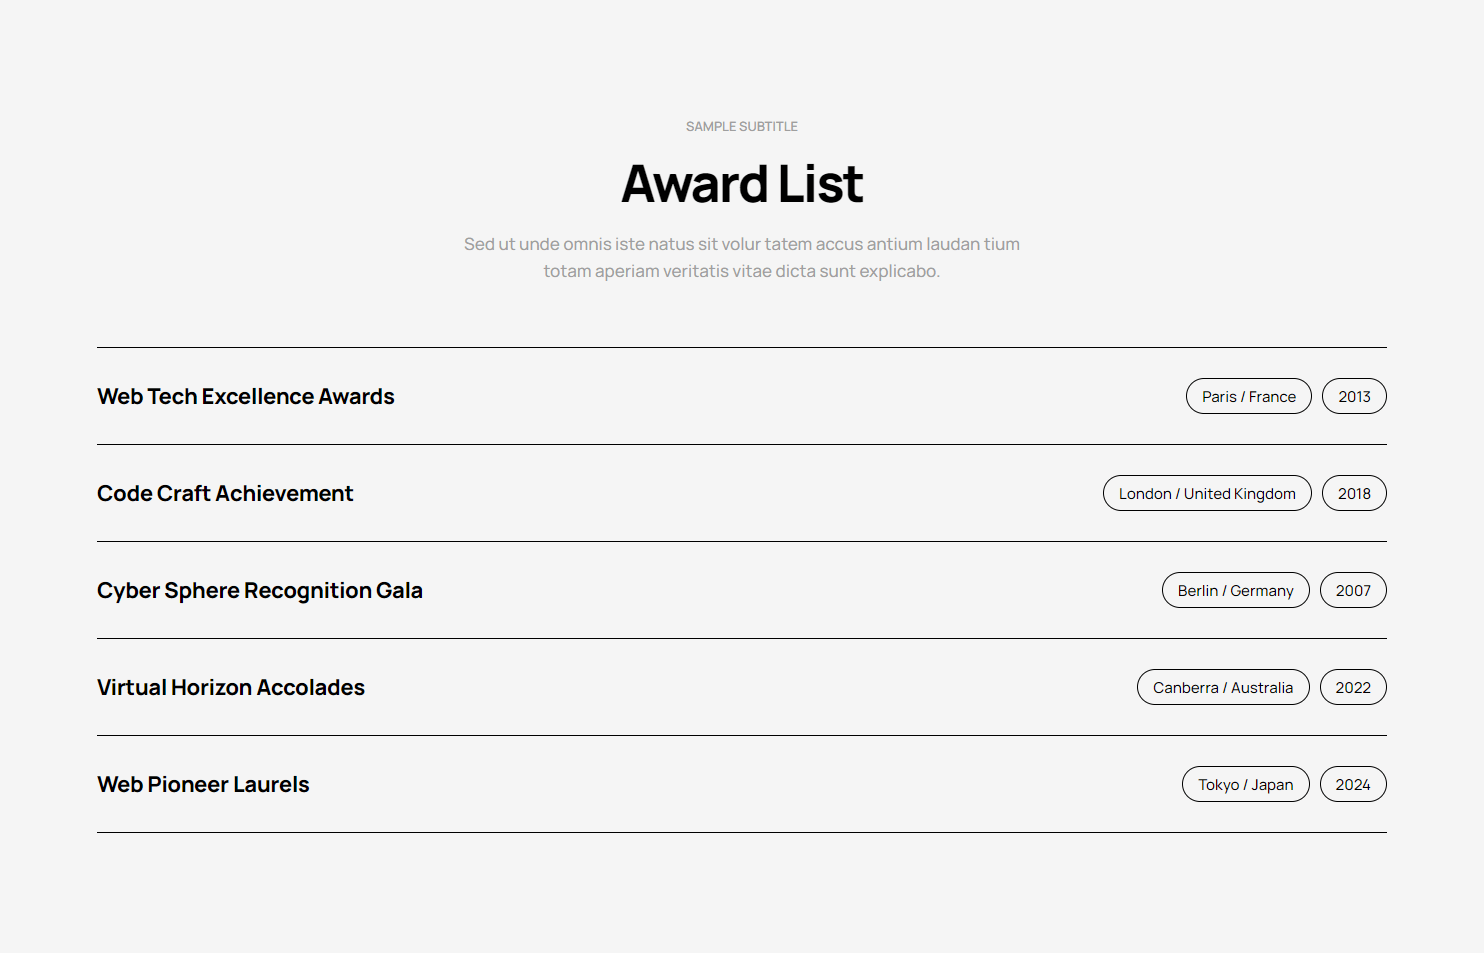 SAMPLE SUBTITLE
Award List
Sed ut unde omnis iste natus sit volur tatem accus antium laudan tium
totam aperiam veritatis vitae dicta sunt explicabo.
Web Tech Excellence Awards Paris / France 2013
Code Craft Achievement London / United Kingdom 2018
Cyber Sphere Recognition Gala Berlin / Germany 2007
Virtual Horizon Accolades Canberra / Australia 2022
Web Pioneer Laurels Tokyo / Japan 2024